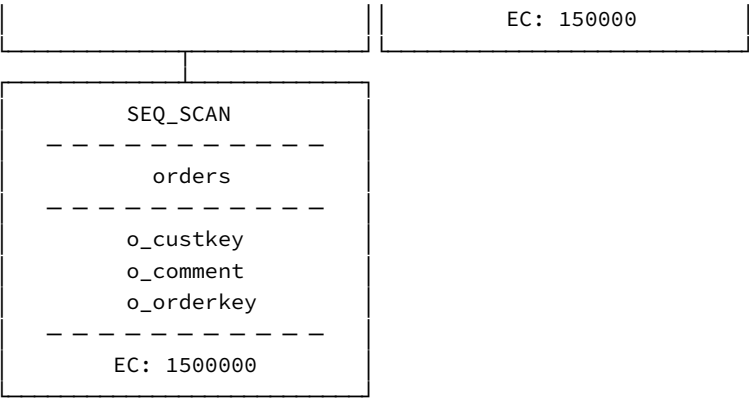 EC: 150000
SEQ_SCAN
orders
o_custkey
o_comment
o_orderkey
EC: 1500000